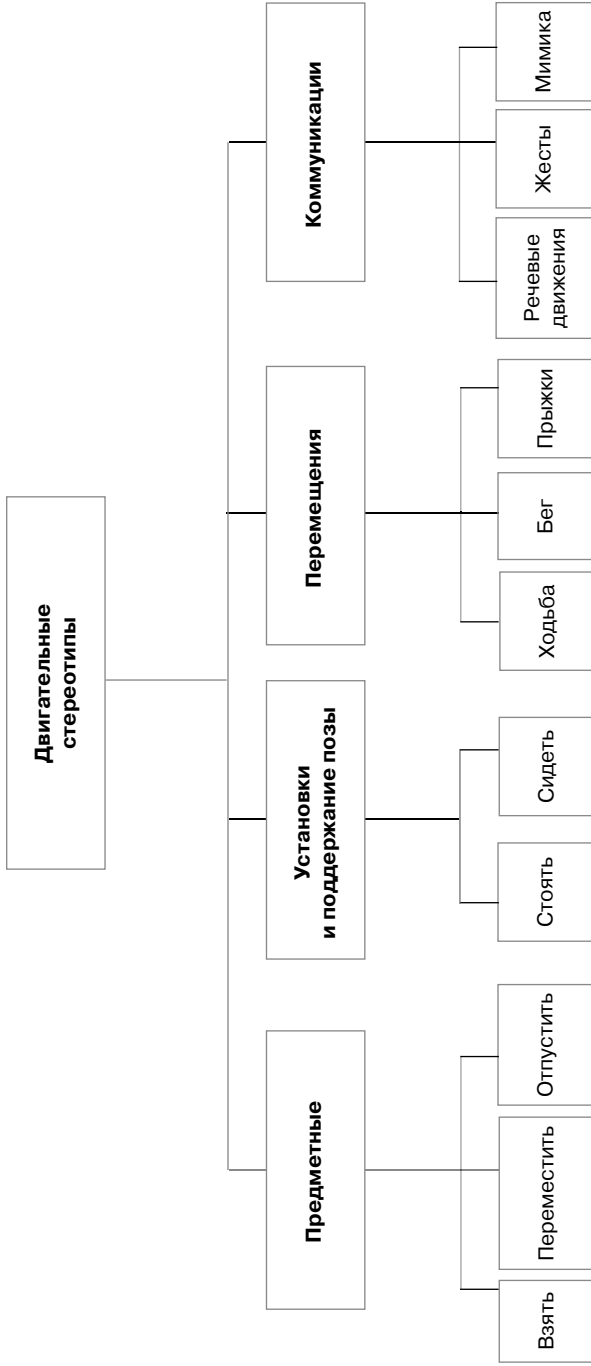 Двигательные
стереотипы
Предметные
Установки
и поддержание позы
Перемещения
Коммуникации
Взять
Переместить
Отпустить
Стоять
Сидеть
Ходьба
Бег
Прыжки
Речевые
движения
Жесты
Мимика